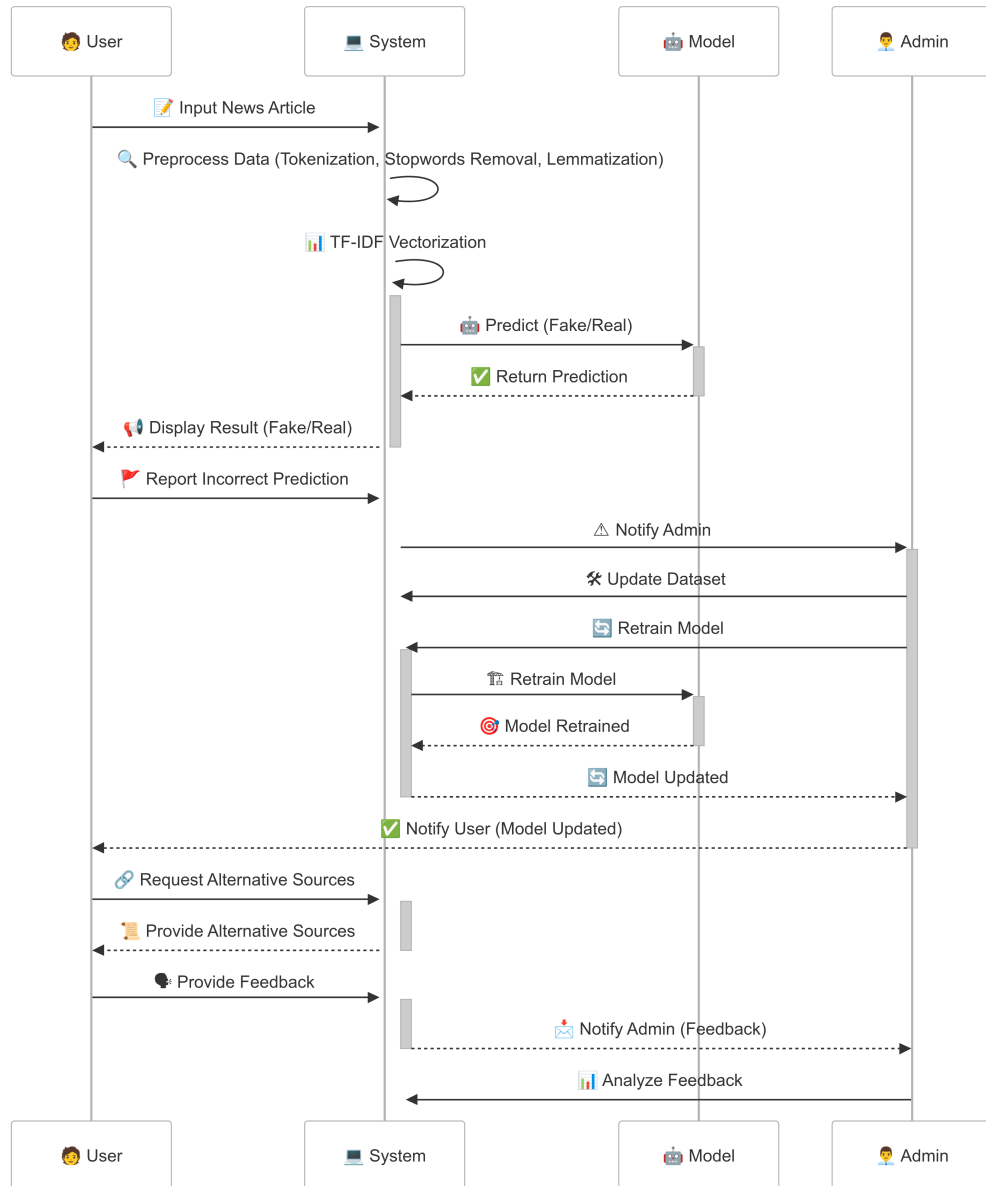 🧑 User
💻 System
🤖 Model
👨‍💼 Admin
📝 Input News Article
🔍 Preprocess Data (Tokenization, Stopwords Removal, Lemmatization)
📊 TF-IDF Vectorization
🤖 Predict (Fake/Real)
✅ Return Prediction
📢 Display Result (Fake/Real)
🚩 Report Incorrect Prediction
⚠ Notify Admin
🛠 Update Dataset
🔄 Retrain Model
🏗 Retrain Model
🎯 Model Retrained
🔄 Model Updated
✅ Notify User (Model Updated)
🔗 Request Alternative Sources
📜 Provide Alternative Sources
🗣 Provide Feedback
📩 Notify Admin (Feedback)
📊 Analyze Feedback
🧑 User
💻 System
🤖 Model
👨‍💼 Admin